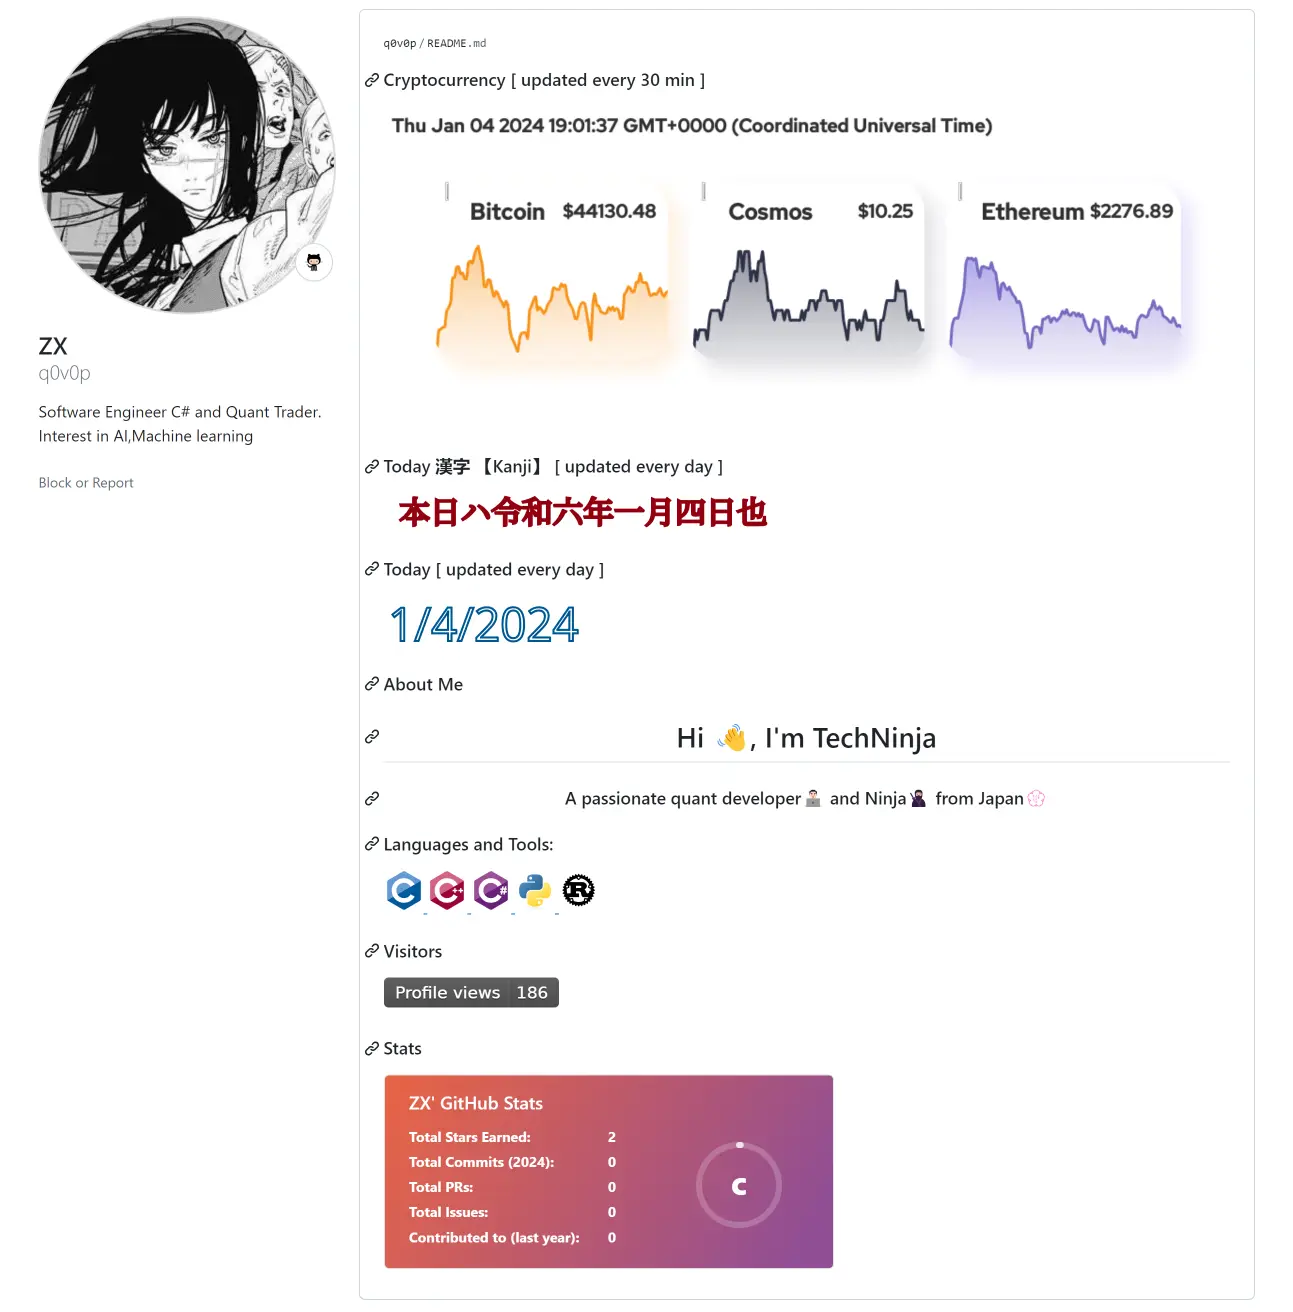 ZX
q0v0p
Software Engineer C# and Quant Trader.
Interest in AI,Machine learning
Block or Report
q0v0p / README.md
Cryptocurrency [ updated every 30 min ]
Thu Jan 04 2024 19:01:37 GMT+0000 (Coordinated Universal Time)
Bitcoin $44130.48
Cosmos $10.25
Ethereum $2276.89
Today 漢字 【Kanji】 [ updated every day ]
本日ハ令和六年一月四日也
Today [ updated every day ]
1/4/2024
About Me
Hi 👋, I'm TechNinja
A passionate quant developer👨🏻‍💻 and Ninja🥷 from Japan💮
Languages and Tools:
C
C++
C#
R
Visitors
Profile views 186
Stats
ZX' GitHub Stats
Total Stars Earned: 2
Total Commits (2024): 0
Total PRs: 0
Total Issues: 0
Contributed to (last year): 0
C